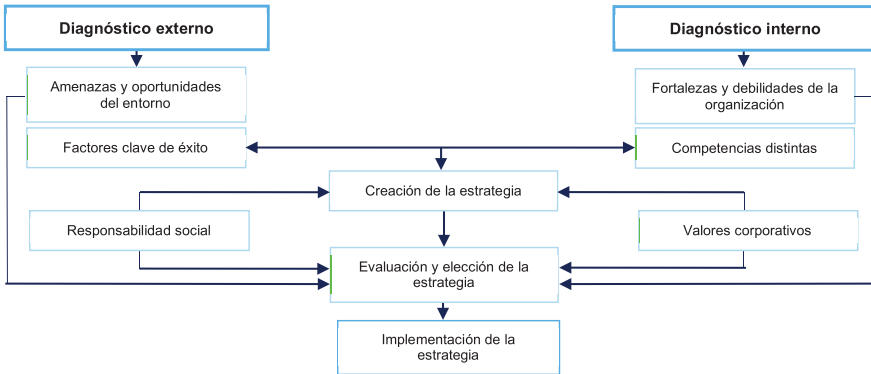 Diagnóstico externo
Diagnóstico interno
Amenazas y oportunidades
del entorno
Fortalezas y debilidades de la
organización
Factores clave de éxito
Competencias distintas
Creación de la estrategia
Responsabilidad social
Valores corporativos
Evaluación y elección de la
estrategia
Implementación de la
estrategia